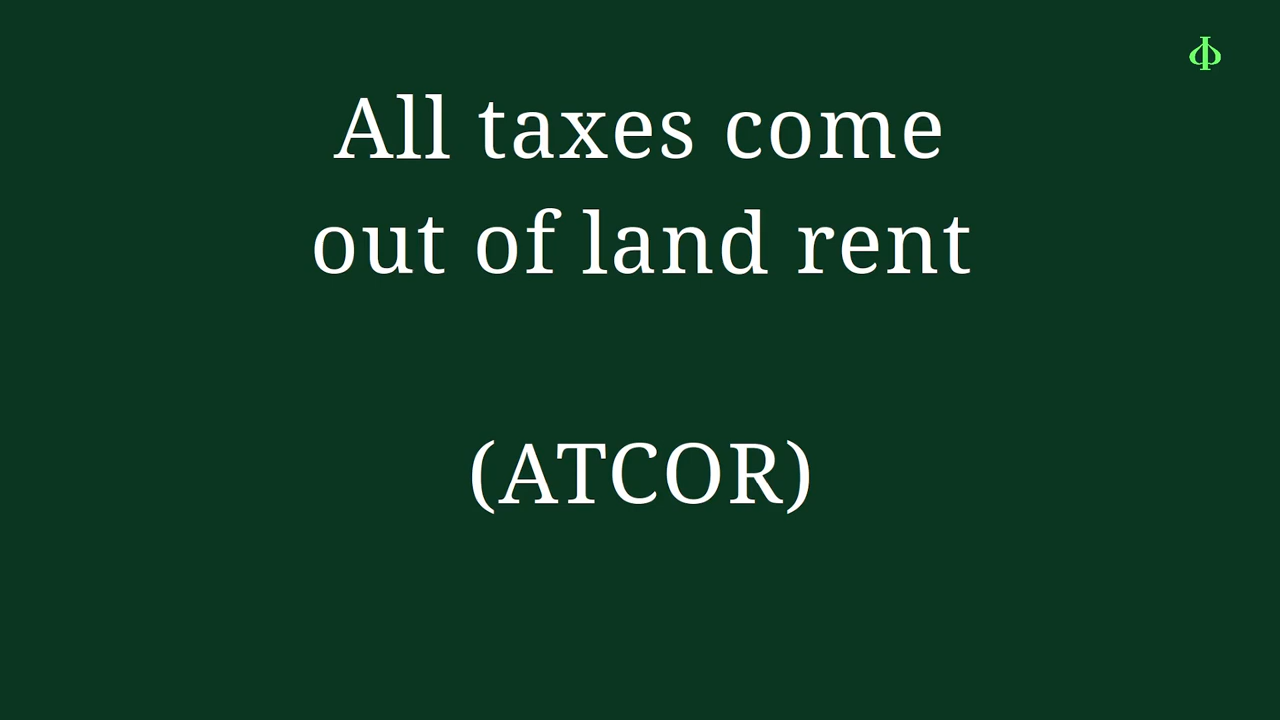 Φ
All taxes come
out of land rent
(ATCOR)